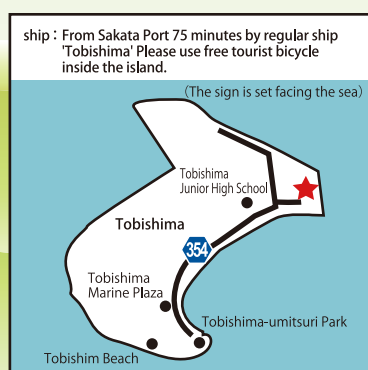 ship : From Sakata Port 75 minutes by regular ship
'Tobishima' Please use free tourist bicycle
inside the island.
(The sign is set facing the sea)
Tobishima
Junior High School
Tobishima
354
Tobishima
Marine Plaza
Tobishima-umitsuri Park
Tobishim Beach